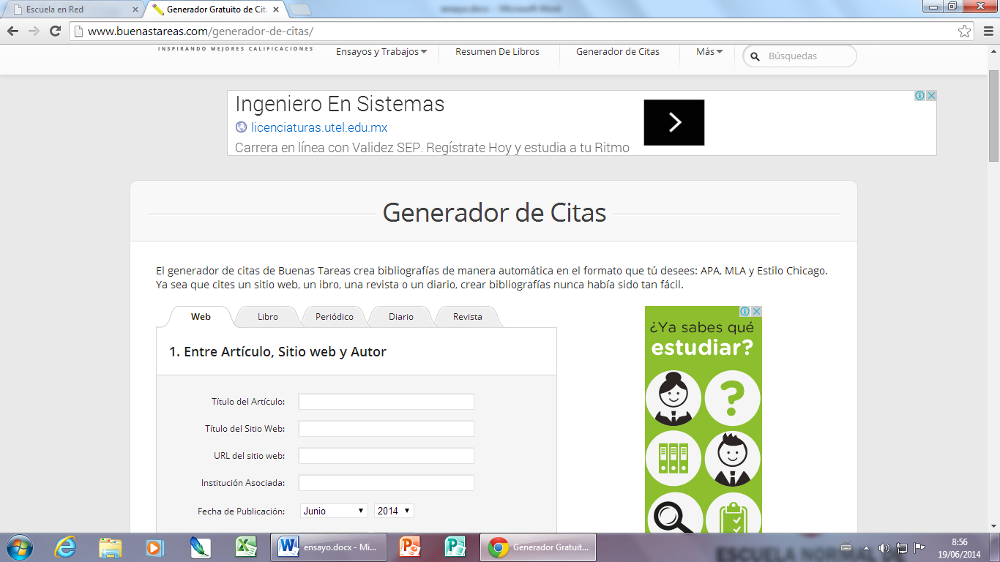 Escuela en Red
Generador Gratuito de Cit
ensayo.docx - Microsoft Word
www.buenastareas.com/generador-de-citas/
INSPIRANDO MEJORES CALIFICACIONES
Ensayos y Trabajos
Resumen De Libros
Generador de Citas
Más
Búsquedas
Ingeniero En Sistemas
licenciaturas.utel.edu.mx
Carrera en línea con Validez SEP. Regístrate Hoy y estudia a tu Ritmo
Generador de Citas
El generador de citas de Buenas Tareas crea bibliografías de manera automática en el formato que tú desees: APA, MLA y Estilo Chicago.
Ya sea que cites un sitio web, un ibro, una revista o un diario, crear bibliografías nunca había sido tan fácil.
Web
Libro
Periódico
Diario
Revista
1. Entre Artículo, Sitio web y Autor
Título del Artículo:
Título del Sitio Web:
URL del sitio web:
Institución Asociada:
Fecha de Publicación:
Junio
2014
¿Ya sabes qué
estudiar?
ensayo.docx - Mi...
Generador Gratuit...
ESCUELA NORMAL DE
8:56
19/06/2014